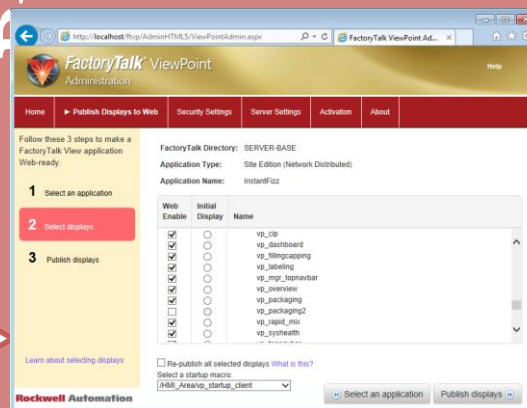 http://localhost/ftvp/AdminHTML5/ViewPointAdmin.aspx
FactoryTalk ViewPoint Ad...
FactoryTalk ViewPoint
Administration
Help
Home
Publish Displays to Web
Security Settings
Server Settings
Activation
About
Follow these 3 steps to make a
FactoryTalk View application
Web-ready:
1 Select an application
2 Select displays
3 Publish displays
Learn about selecting displays
Rockwell Automation
FactoryTalk Directory: SERVER-BASE
Application Type: Site Edition (Network Distributed)
Application Name: InstantFizz
Web Enable
Initial Display
Name
vp_cip
vp_dashboard
vp_fillingcapping
vp_labeling
vp_mgr_topnavbar
vp_overview
vp_packaging
vp_packaging2
vp_rapid_mix
vp_syshealth
Re-publish all selected displays What is this?
Select a startup macro:
/HMI_Area/vp_startup_client
Select an application
Publish displays